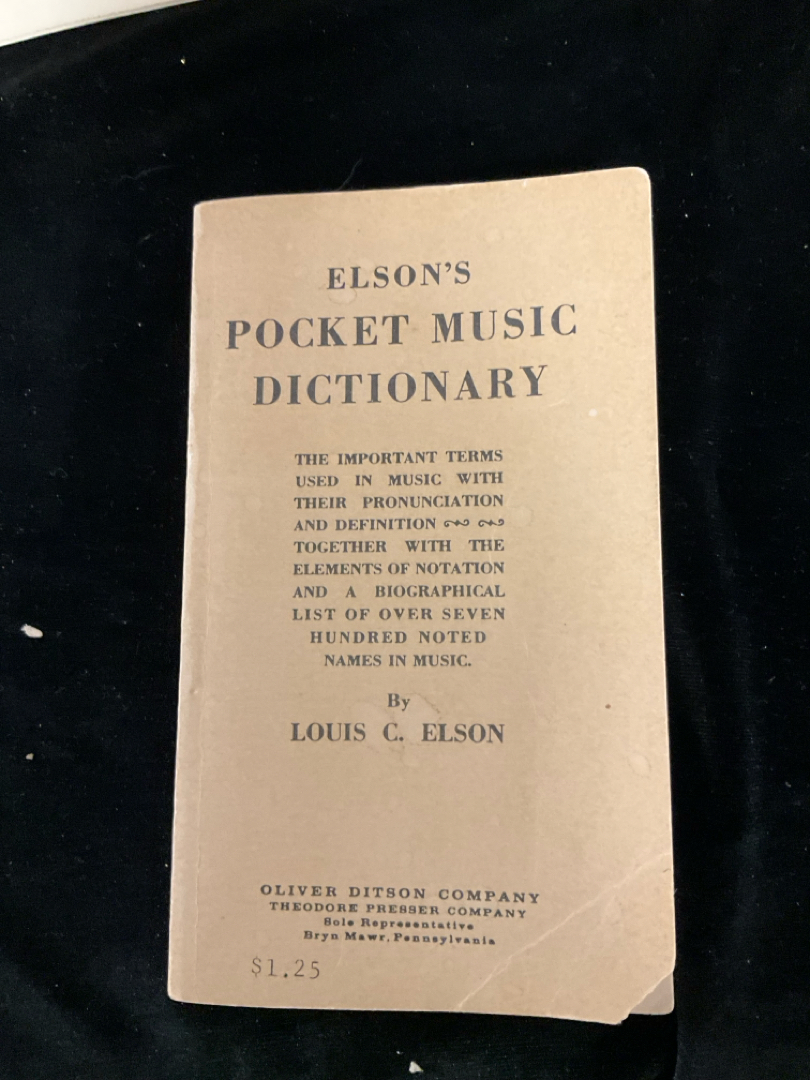 ELSON'S
POCKET MUSIC
DICTIONARY
THE IMPORTANT TERMS
USED IN MUSIC WITH
THEIR PRONUNCIATION
AND DEFINITION
TOGETHER WITH THE
ELEMENTS OF NOTATION
AND A BIOGRAPHICAL
LIST OF OVER SEVEN
HUNDRED NOTED
NAMES IN MUSIC.
By
LOUIS C. ELSON
OLIVER DITSON COMPANY
THEODORE PRESSER COMPANY
Sole Representative
Bryn Mawr, Pennsylvania
$1.25